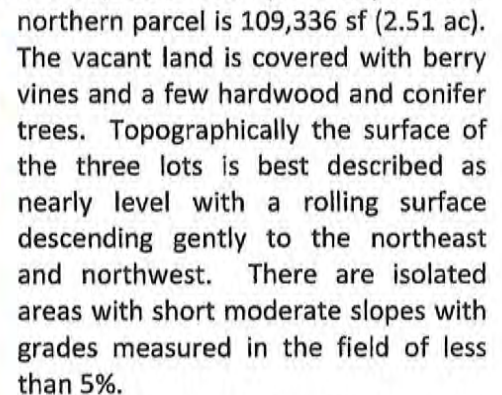 northern parcel is 109,336 sf (2.51 ac).
The vacant land is covered with berry
vines and a few hardwood and conifer
trees. Topographically the surface of
the three lots is best described as
nearly level with a rolling surface
descending gently to the northeast
and northwest. There are isolated
areas with short moderate slopes with
grades measured in the field of less
than 5%.